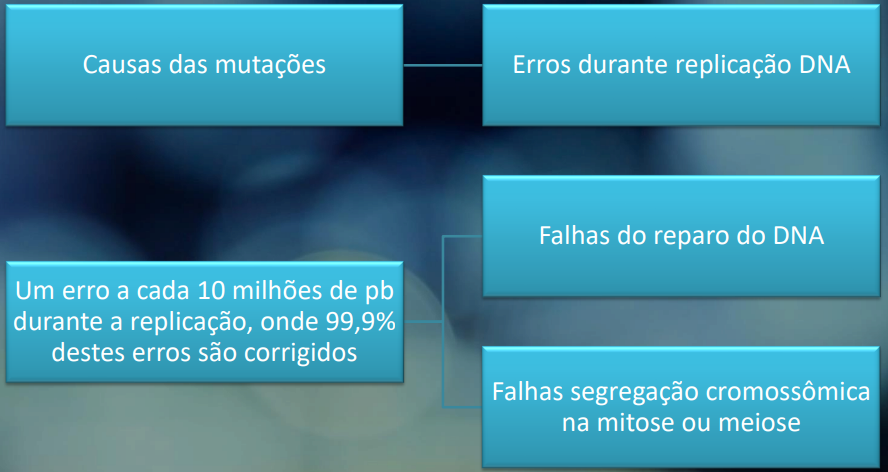 Causas das mutações
Erros durante replicação DNA
Um erro a cada 10 milhões de pb
durante a replicação, onde 99,9%
destes erros são corrigidos
Falhas do reparo do DNA
Falhas segregação cromossômica
na mitose ou meiose